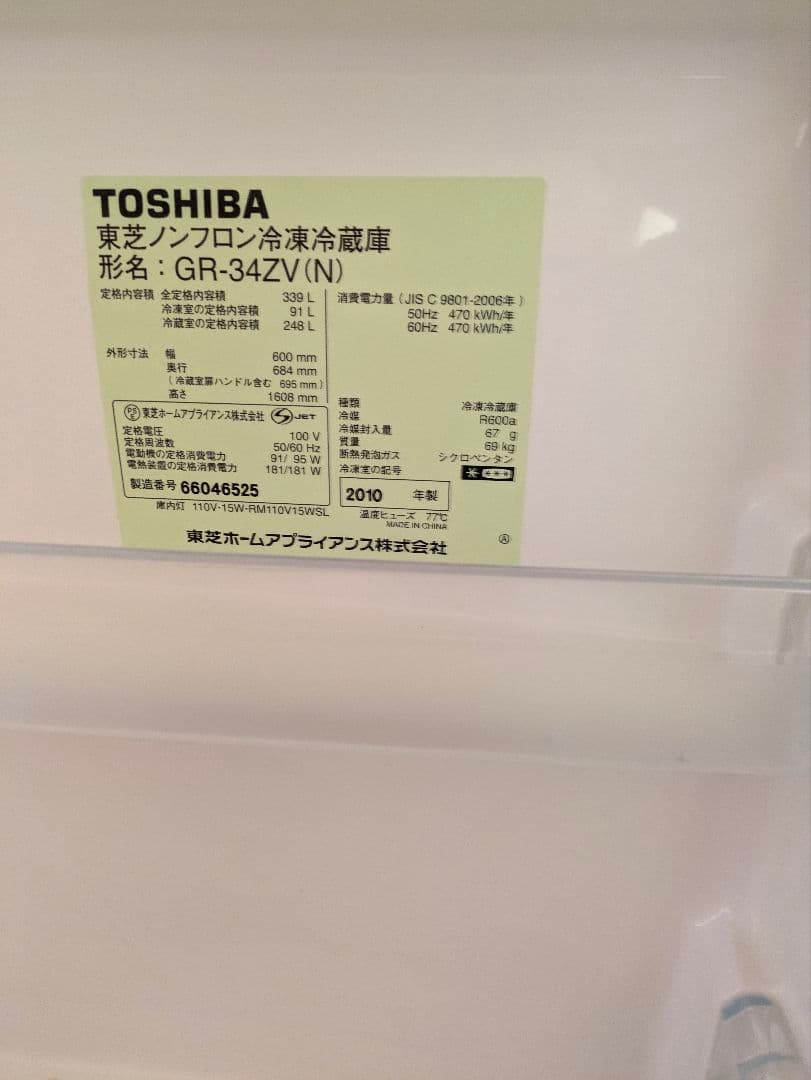 TOSHIBA
東芝ノンフロン冷凍冷蔵庫
形名：GR-34ZV(N)
定格内容積 全定格内容積 339 L
冷凍室の定格内容積 91 L
冷蔵室の定格内容積 248 L
外形寸法 幅 600 mm
奥行 684 mm
(冷蔵室扉ハンドル含む 695 mm)
高さ 1608 mm
消費電力量 (JIS C 9801-2006年)
50Hz 470 kWh/年
60Hz 470 kWh/年
種類 冷凍冷蔵庫
冷媒 R600a
冷媒封入量 67 g
質量 69 kg
断熱発泡ガス シクロペンタン
冷凍室の記号
PSE 東芝ホームアプライアンス株式会社 JET
定格電圧 100 V
定格周波数 50/60 Hz
電動機の定格消費電力 91/ 95 W
電熱装置の定格消費電力 181/181 W
製造番号 66046525
2010 年製
庫内灯 110V-15W-RM110V15WSL
温度ヒューズ 77℃
MADE IN CHINA
東芝ホームアプライアンス株式会社
Ⓐ